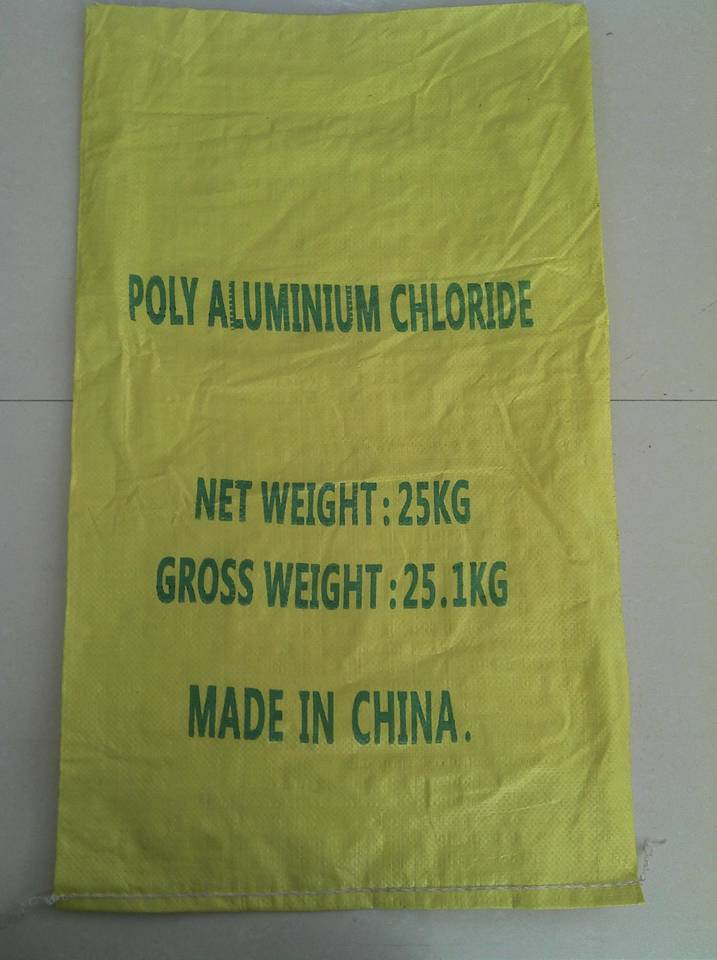 POLY ALUMINIUM CHLORIDE
NET WEIGHT : 25KG
GROSS WEIGHT : 25.1KG
MADE IN CHINA.